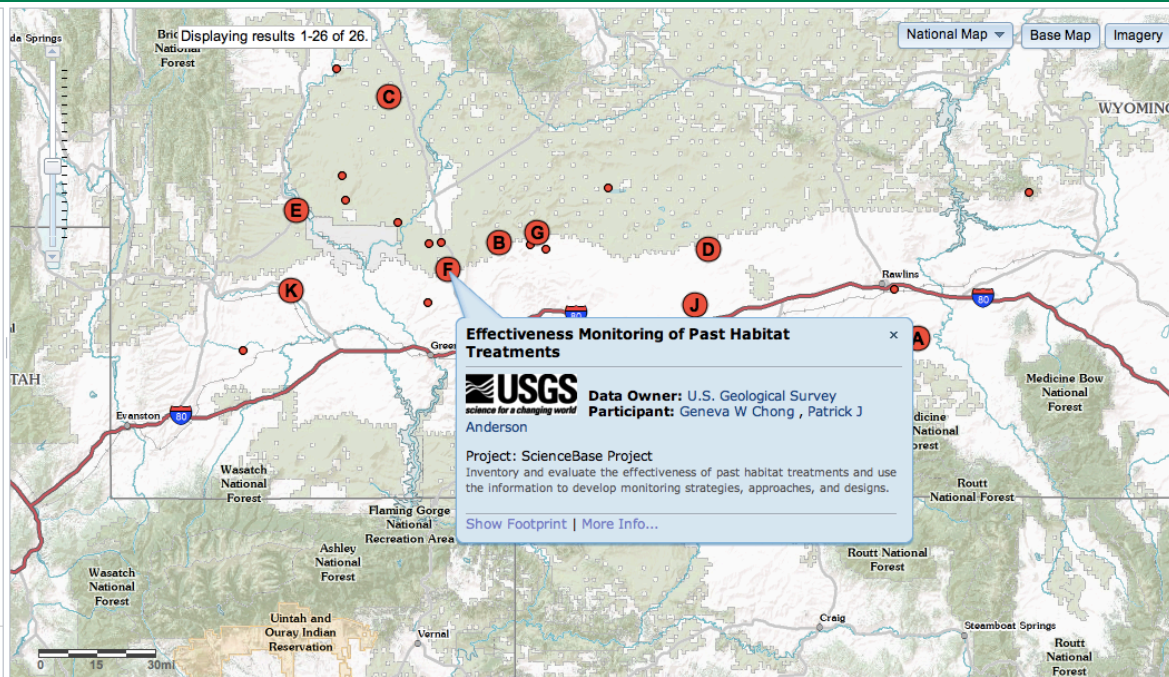 da Springs
Bric
National
Forest
Displaying results 1-26 of 26.
National Map
Base Map
Imagery
WYOMING
C
E
B
G
D
F
K
J
Rawlins
80
80
A
Green
TAH
Evanston
80
Effectiveness Monitoring of Past Habitat
Treatments
×
USGS
science for a changing world
Data Owner: U.S. Geological Survey
Participant: Geneva W Chong , Patrick J
Anderson
Project: ScienceBase Project
Inventory and evaluate the effectiveness of past habitat treatments and use
the information to develop monitoring strategies, approaches, and designs.
Show Footprint | More Info...
Medicine Bow
National
Forest
dicine
National
orest
Wasatch
National
Forest
Routt
National Forest
Flaming Gorge
National
Recreation Area
Ashley
National
Forest
Routt National
Forest
Wasatch
National
Forest
Uintah and
Ouray Indian
Reservation
Vernal
Craig
Steamboat Springs
Routt
National
Forest
0 15 30mi